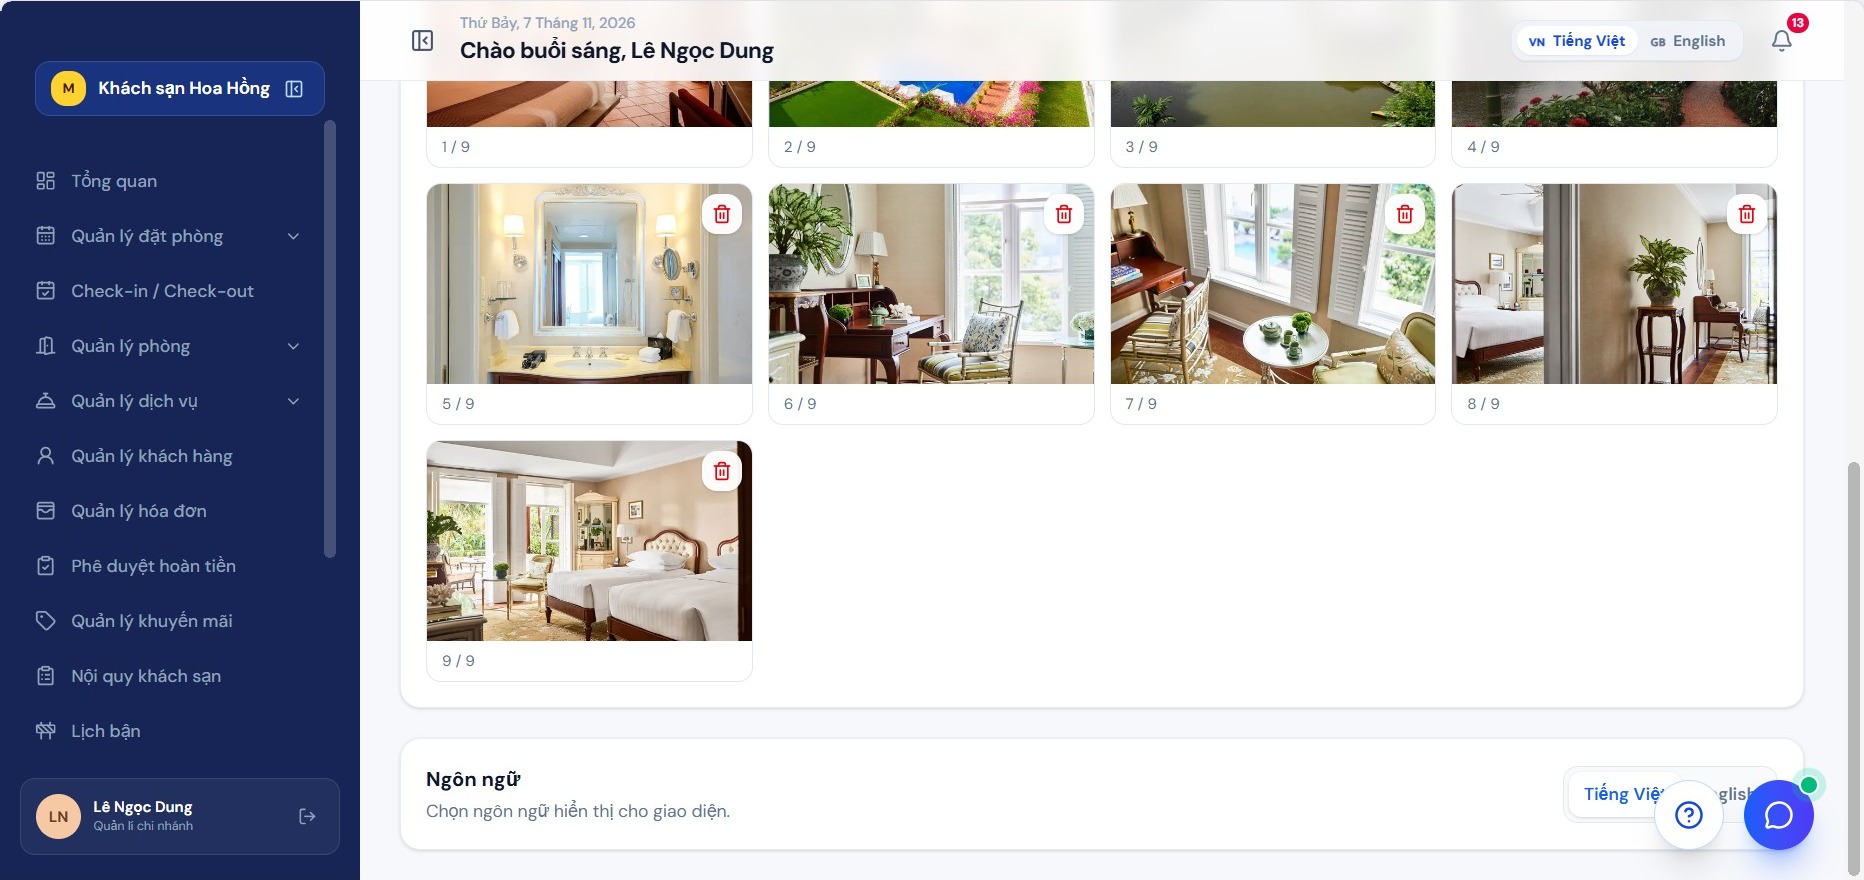 M Khách sạn Hoa Hồng
Tổng quan
Quản lý đặt phòng
Check-in / Check-out
Quản lý phòng
Quản lý dịch vụ
Quản lý khách hàng
Quản lý hóa đơn
Phê duyệt hoàn tiền
Quản lý khuyến mãi
Nội quy khách sạn
Lịch bận
LN
Lê Ngọc Dung
Quản lí chi nhánh
Thứ Bảy, 7 Tháng 11, 2026
Chào buổi sáng, Lê Ngọc Dung
VN Tiếng Việt GB English
13
1 / 9
2 / 9
3 / 9
4 / 9
5 / 9
6 / 9
7 / 9
8 / 9
9 / 9
Ngôn ngữ
Chọn ngôn ngữ hiển thị cho giao diện.
Tiếng